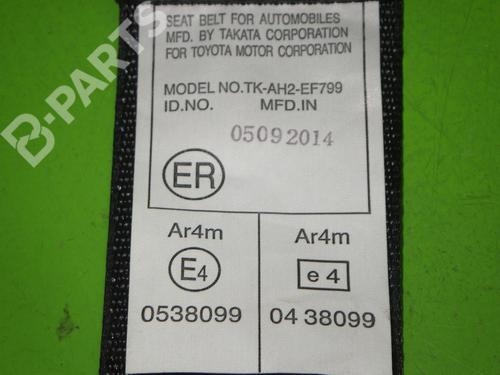 SEAT BELT FOR AUTOMOBILES
MFD. BY TAKATA CORPORATION
FOR TOYOTA MOTOR CORPORATION
MODEL NO.TK-AH2-EF799
ID.NO. MFD.IN
05092014
ER
Ar4m
E4
0538099
Ar4m
e 4
04 38099
B-PARTS
B-PARTS